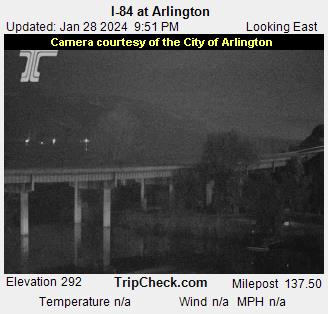 I-84 at Arlington
Updated: Jan 28 2024 9:51 PM Looking East
Camera courtesy of the City of Arlington
Elevation 292 TripCheck.com Milepost 137.50
Temperature n/a Wind n/a MPH n/a